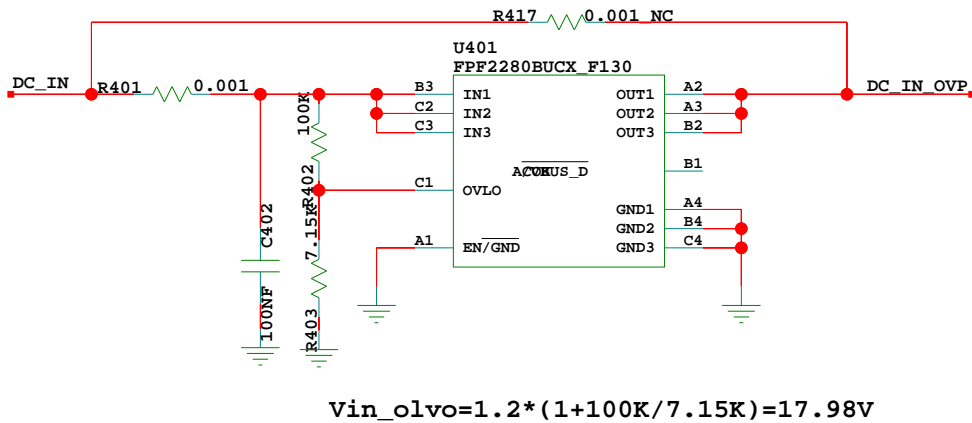 R417 0.001_NC
U401
FPF2280BUCX_F130
DC_IN
R401
0.001
100K
R402
7.15K
R403
C402
100NF
B3
C2
C3
C1
A1
IN1
IN2
IN3
OVLO
EN/GND
OUT1
OUT2
OUT3
GND1
GND2
GND3
A2
A3
B2
B1
A4
B4
C4
DC_IN_OVP
Vin_olvo=1.2*(1+100K/7.15K)=17.98V